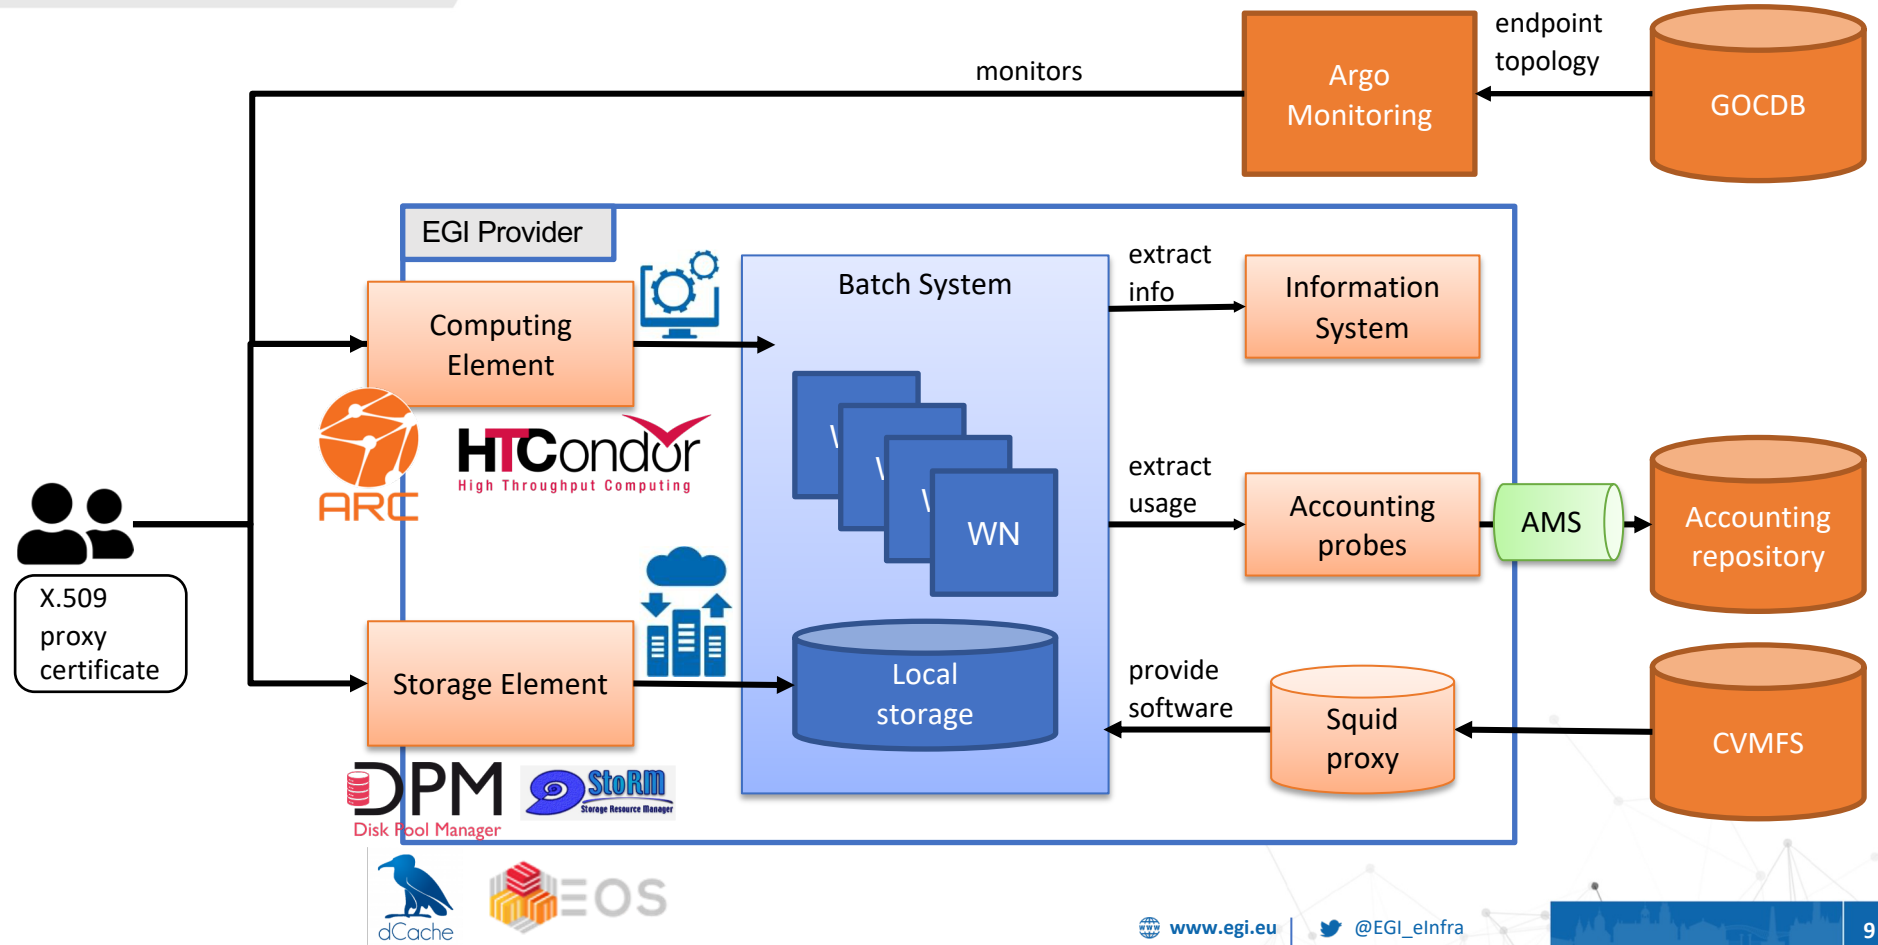 endpoint
topology
monitors
Argo
Monitoring
GOCDB
EGI Provider
Computing
Element
Batch System
extract
info
Information
System
ARC
HTCondor
High Throughput Computing
WN
extract
usage
Accounting
probes
AMS
Accounting
repository
X.509
proxy
certificate
Storage Element
Local
storage
provide
software
Squid
proxy
CVMFS
DPM
Disk Pool Manager
StoRM
Storage Resource Manager
dCache
EOS
www.egi.eu
@EGI_eInfra
9